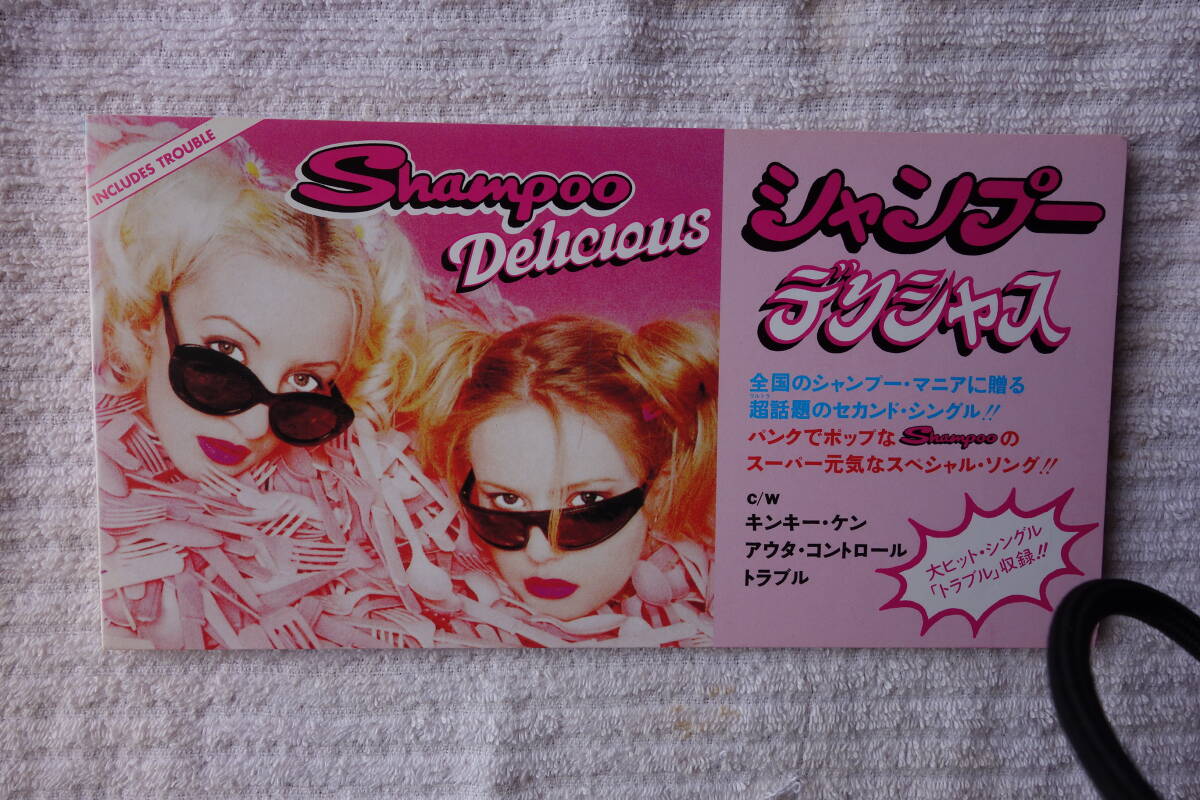 INCLUDES TROUBLE
Shampoo
Delicious
シャンプー
デリシャス
全国のシャンプー・マニアに贈る
ウルトラ
超話題のセカンド・シングル!!
パンクでポップなShampooの
スーパー元気なスペシャル・ソング!!
c/w
キンキー・ケン
アウタ・コントロール
トラブル
大ヒット・シングル
「トラブル」収録!!